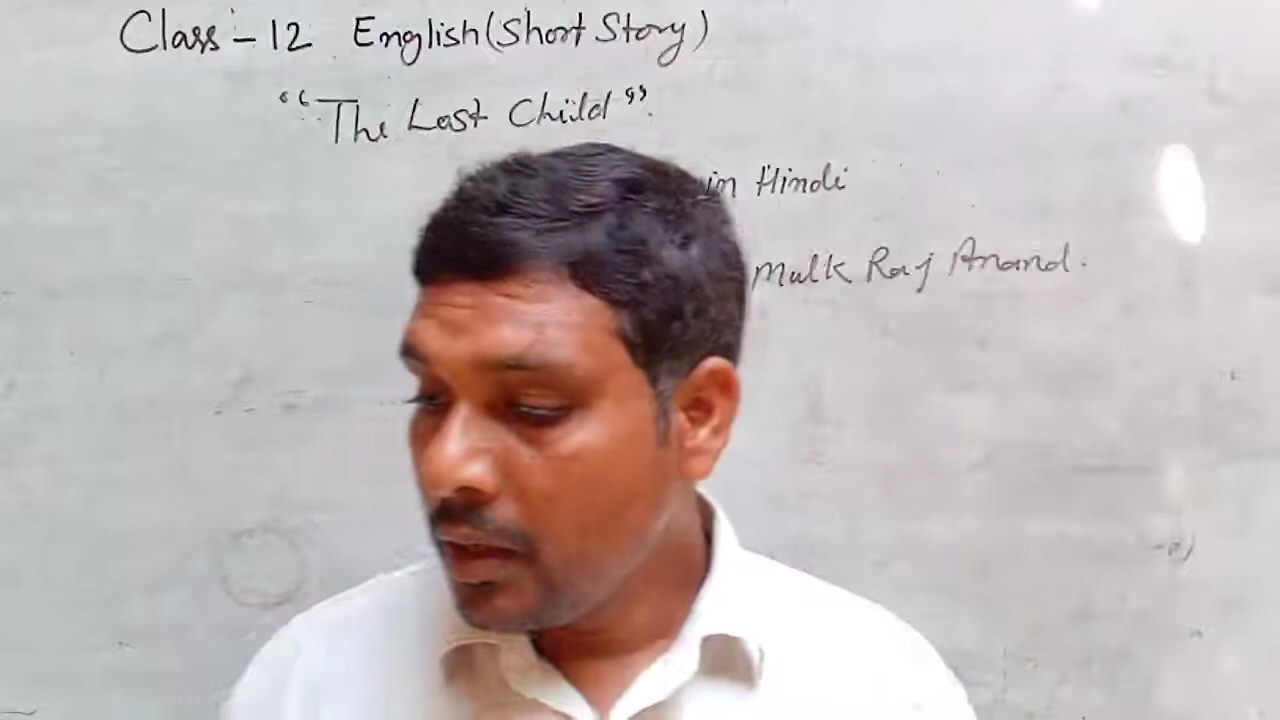 Class - 12 English (Short Story)
"The Lost Child".
in Hindi
Mulk Raj Anand.